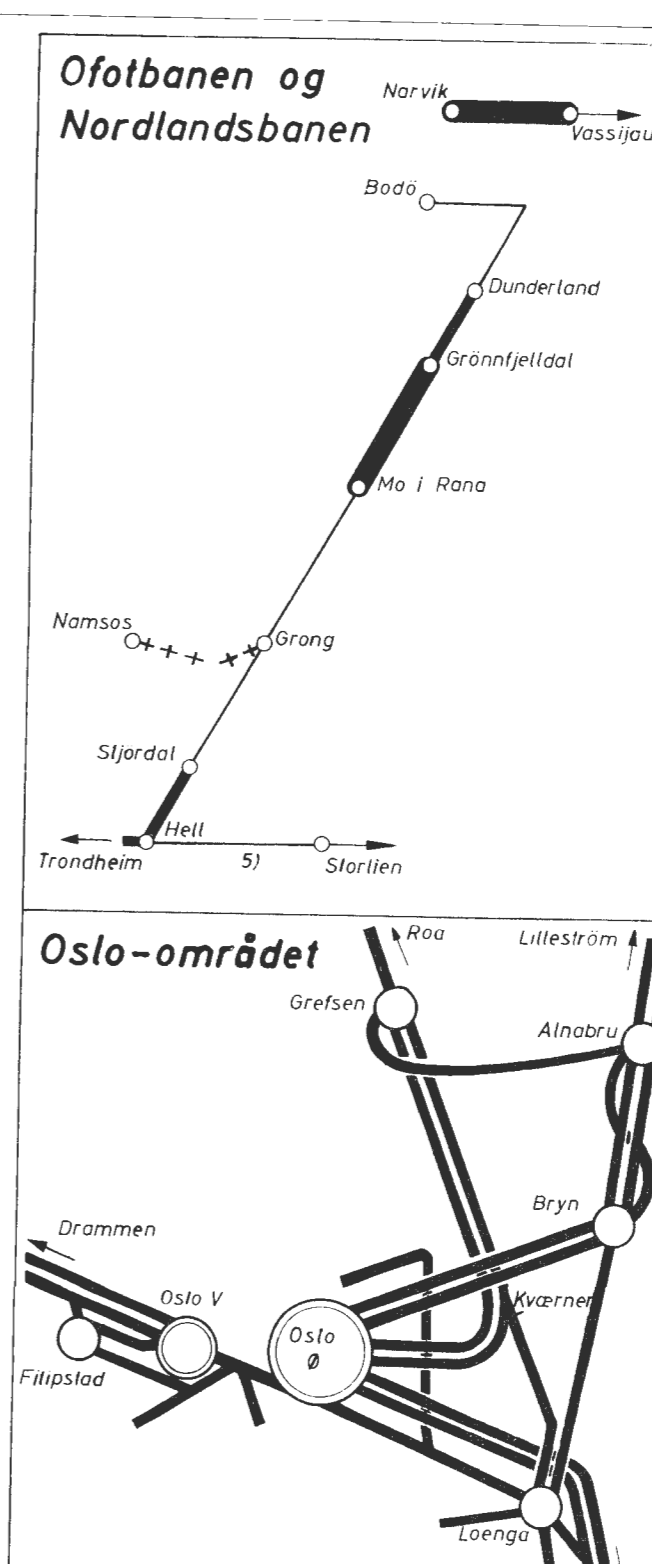 Ofotbanen og
Nordlandsbanen
Narvik
Vassijau
Bodö
Dunderland
Grönnfjelldal
Mo i Rana
Namsos
Grong
Stjordal
Hell
Trondheim
5)
Storlien
Oslo-området
Roa
Lilleström
Grefsen
Alnabru
Bryn
Drammen
Oslo V
Kværner
Oslo
Ø
Filipstad
Loenga